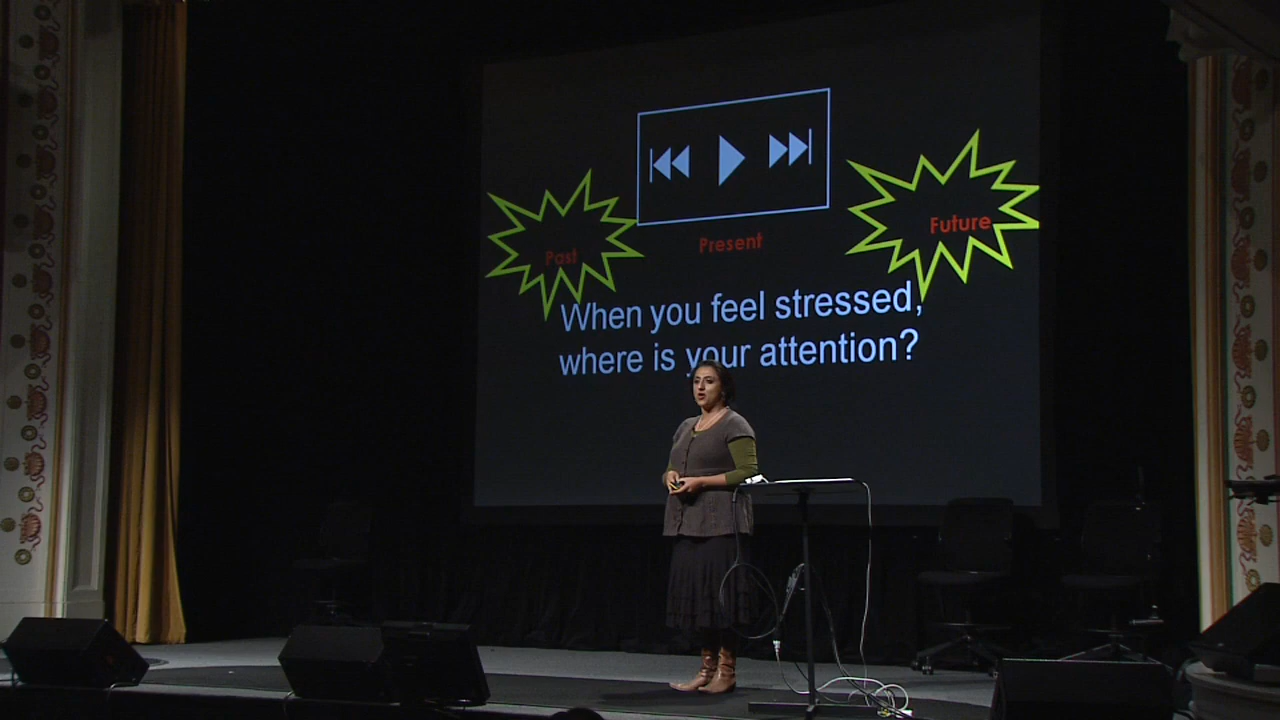 Past
Present
Future
When you feel stressed,
where is your attention?